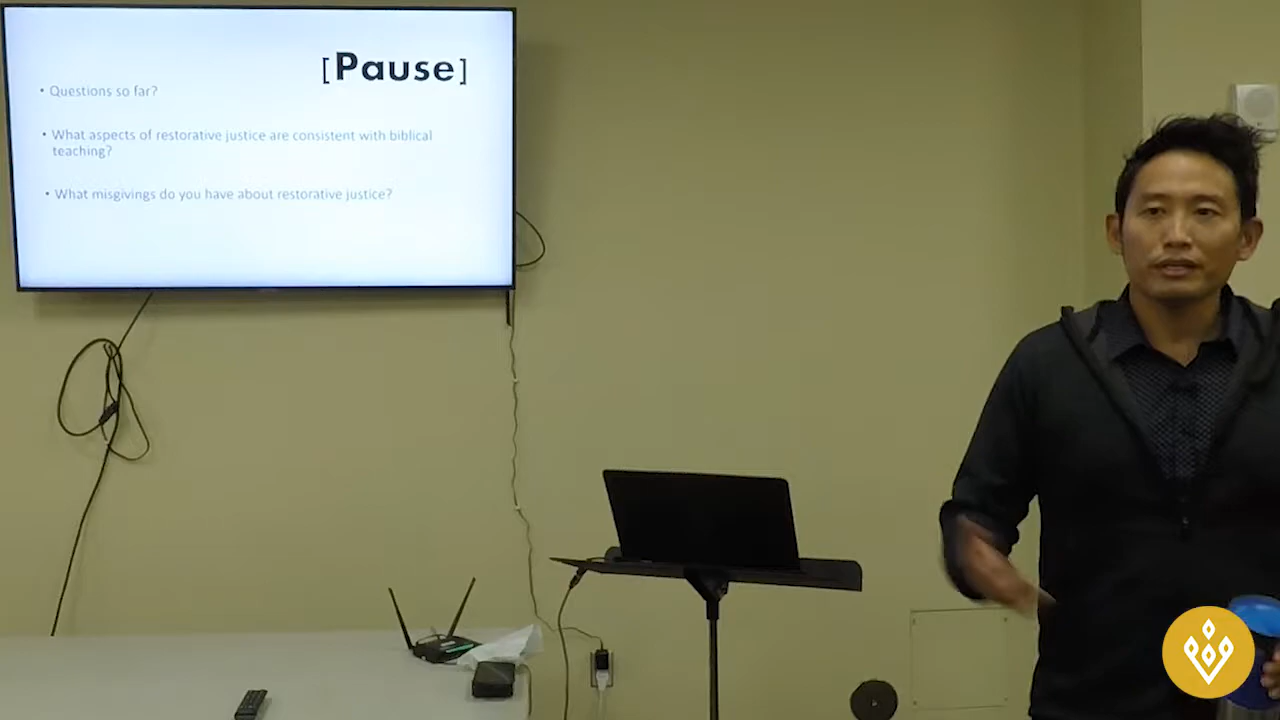 [Pause]
• Questions so far?
• What aspects of restorative justice are consistent with biblical
teaching?
• What misgivings do you have about restorative justice?